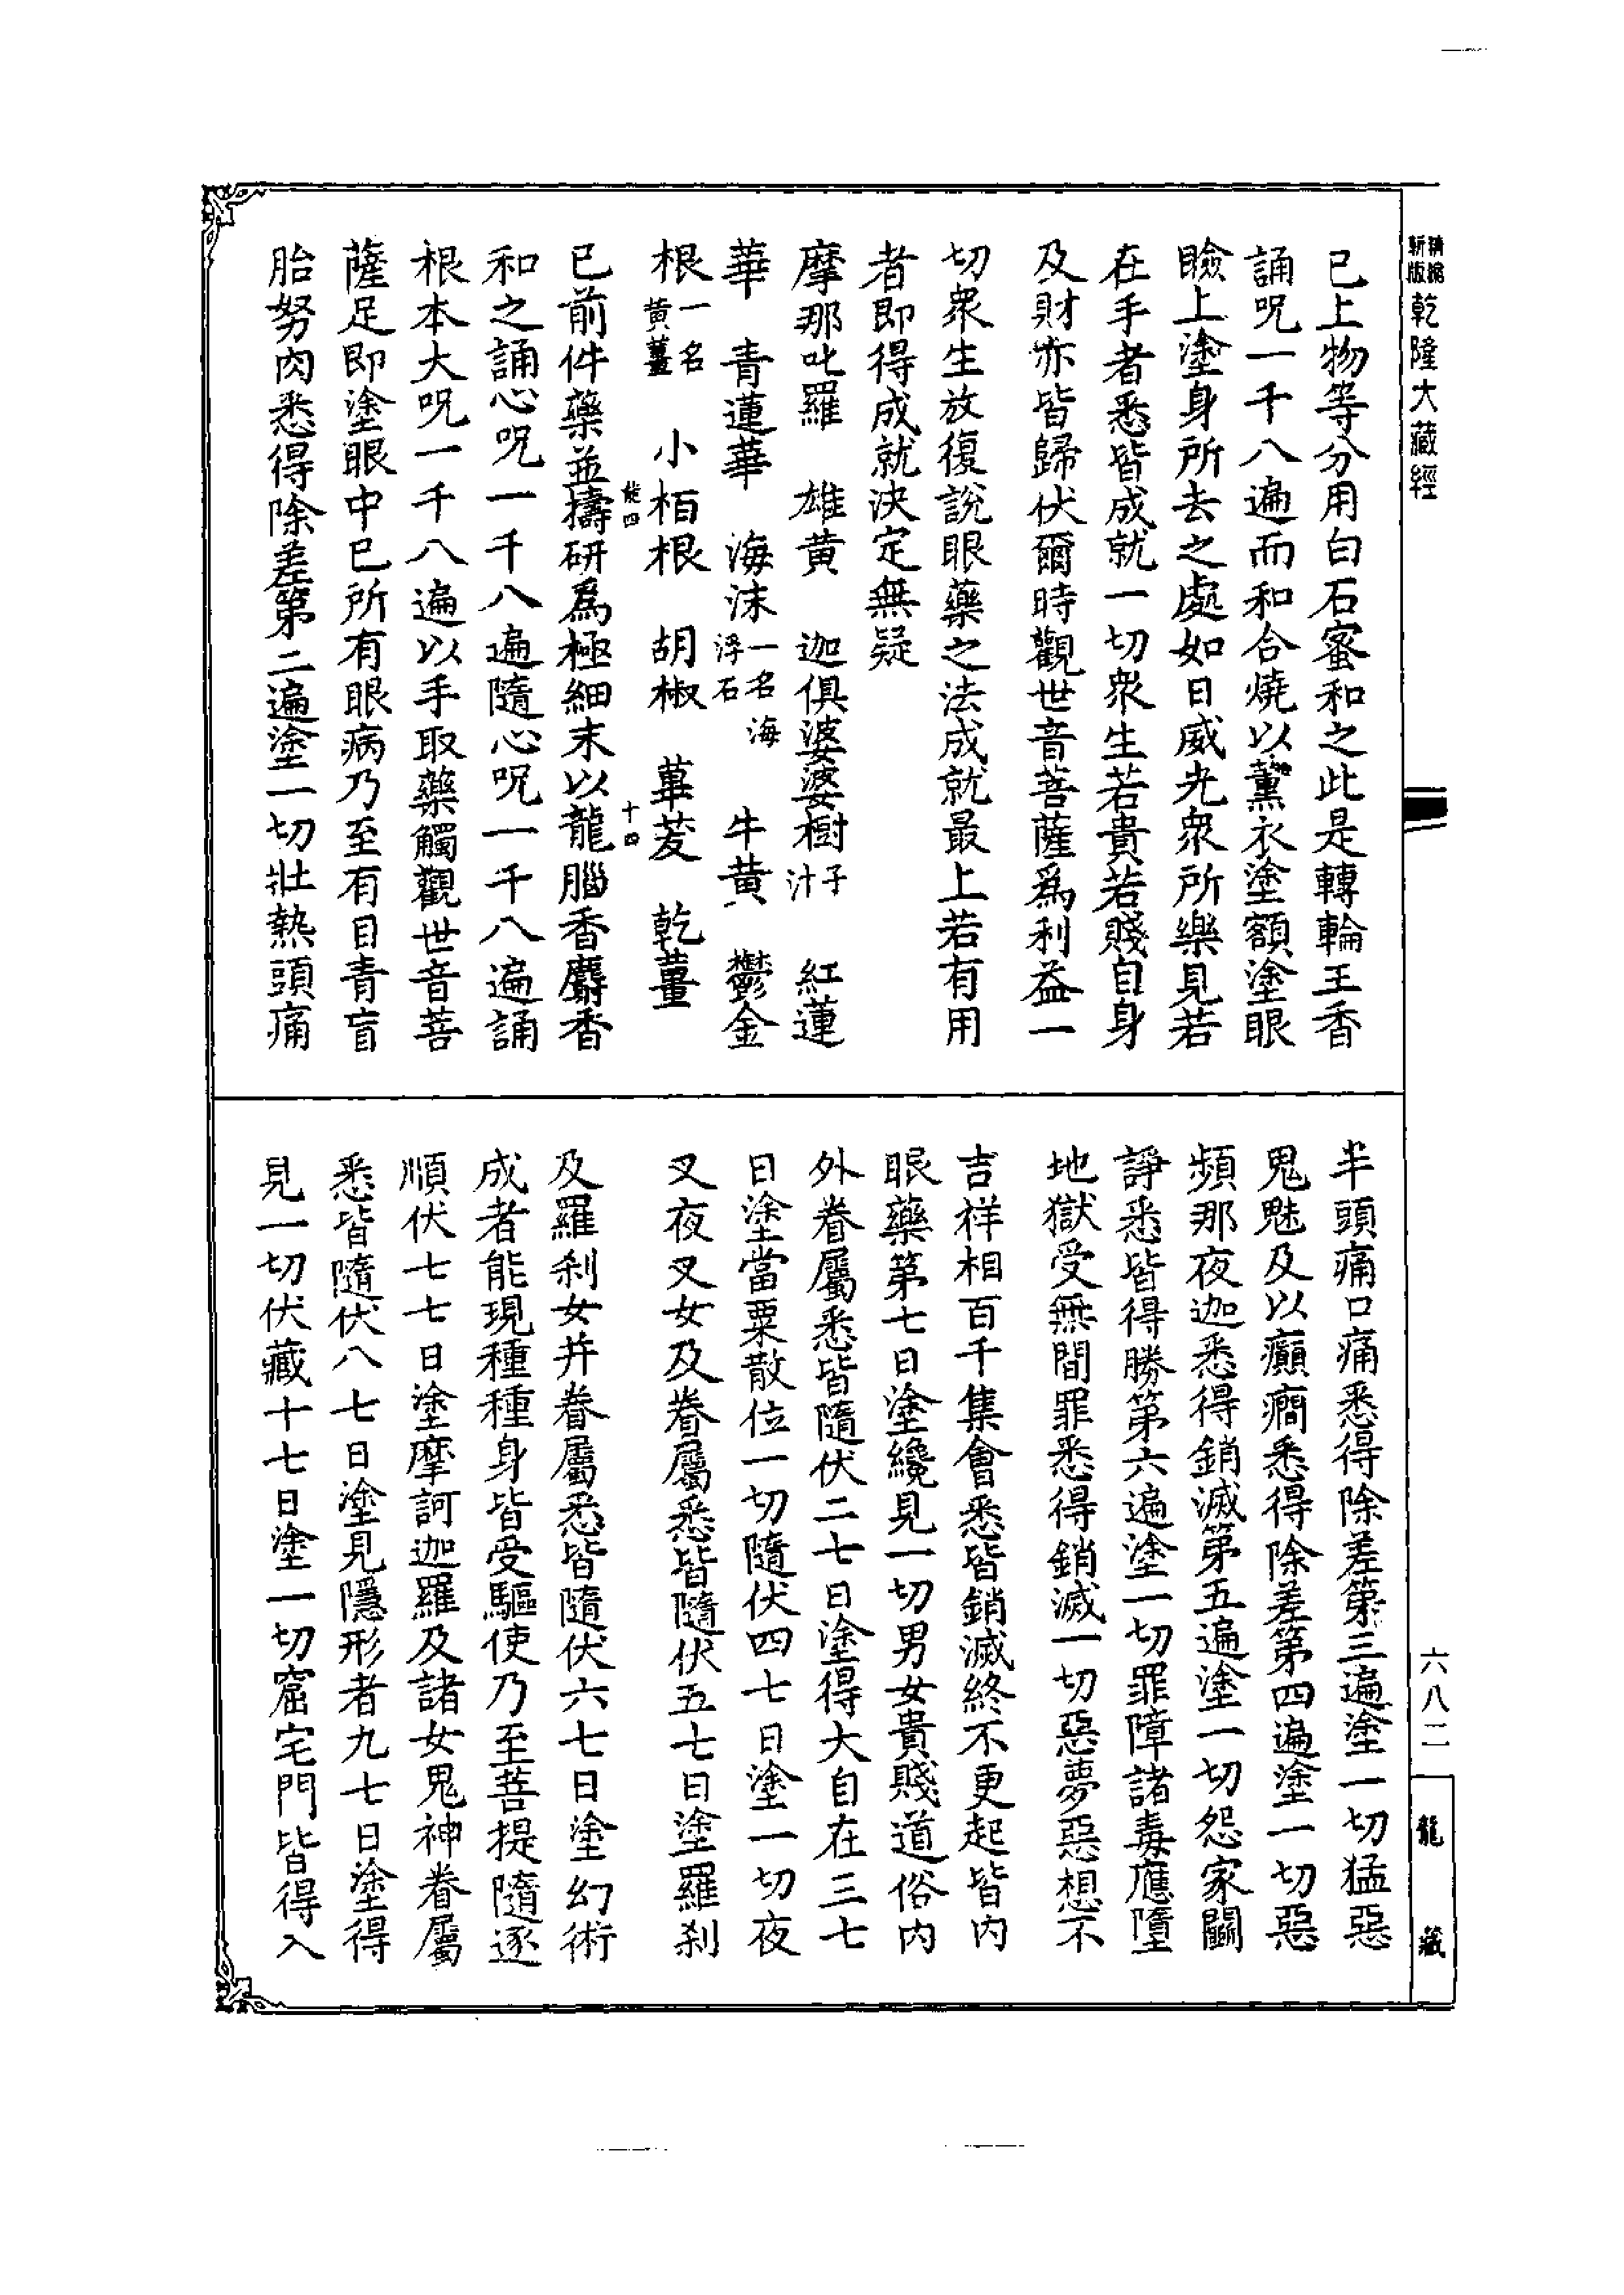 精編
新版
乾隆大藏經
已上物等分用白石蜜和之此是轉輪王香
誦呪一千八遍而和合燒以薰衣塗額塗眼
瞼上塗身所去之處如日威光衆所樂見若
在手者悉皆成就一切衆生若貴若賤自身
及財亦皆歸伏爾時觀世音菩薩爲利益一
切衆生放復說眼藥之法成就最上若有用
者即得成就決定無疑
摩那叱羅 雄黃 迦俱婆婆樹子汁 紅蓮
華 青蓮華 海沫一名海浮石 牛黃 鬱金
根一名黃薑 小栢根 胡椒 蓽茇 乾薑
能四
十四
已前件藥並擣研爲極細末以龍腦香麝香
和之誦心呪一千八遍隨心呪一千八遍誦
根本大呪一千八遍以手取藥觸觀世音菩
薩足即塗眼中已所有眼病乃至有目青盲
胎努肉悉得除差第二遍塗一切壯熱頭痛
半頭痛口痛悉得除差第三遍塗一切猛惡
鬼魅及以癲癎悉得除差第四遍塗一切惡
頻那夜迦悉得銷滅第五遍塗一切怨家鬭
諍悉皆得勝第六遍塗一切罪障諸毒應墮
地獄受無間罪悉得銷滅一切惡夢惡想不
吉祥相百千集會悉皆銷滅終不更起皆内
眼藥第七日塗纔見一切男女貴賤道俗内
外眷屬悉皆隨伏二七日塗得大自在三七
日塗當粟散位一切隨伏四七日塗一切夜
叉夜叉女及眷屬悉皆隨伏五七日塗羅刹
及羅刹女并眷屬悉皆隨伏六七日塗幻術
成者能現種種身皆受驅使乃至菩提隨逐
順伏七七日塗摩訶迦羅及諸女鬼神眷屬
悉皆隨伏八七日塗見隱形者九七日塗得
見一切伏藏十七日塗一切窟宅門皆得入
六八二
龍藏